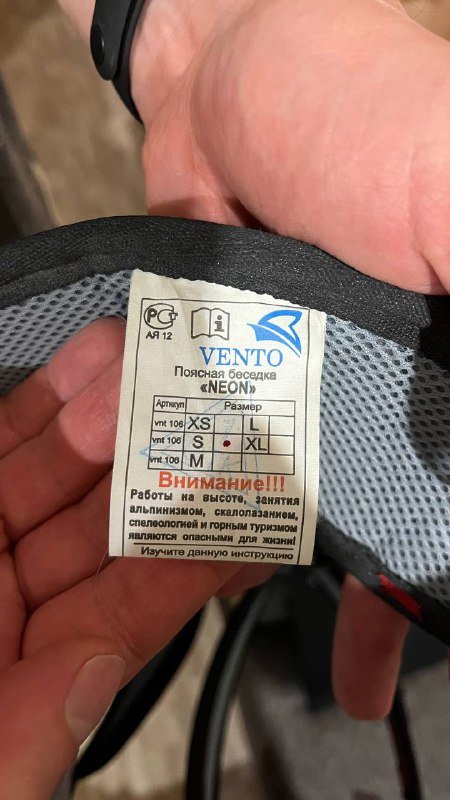 РСТ
АЯ 12
VENTO
Поясная беседка
«NEON»
Артикул Размер
vnt 106 XS L
vnt 106 S XL
vnt 106 M
Внимание!!!
Работы на высоте, занятия
альпинизмом, скалолазанием,
спелеологией и горным туризмом
являются опасными для жизни!
Изучите данную инструкцию